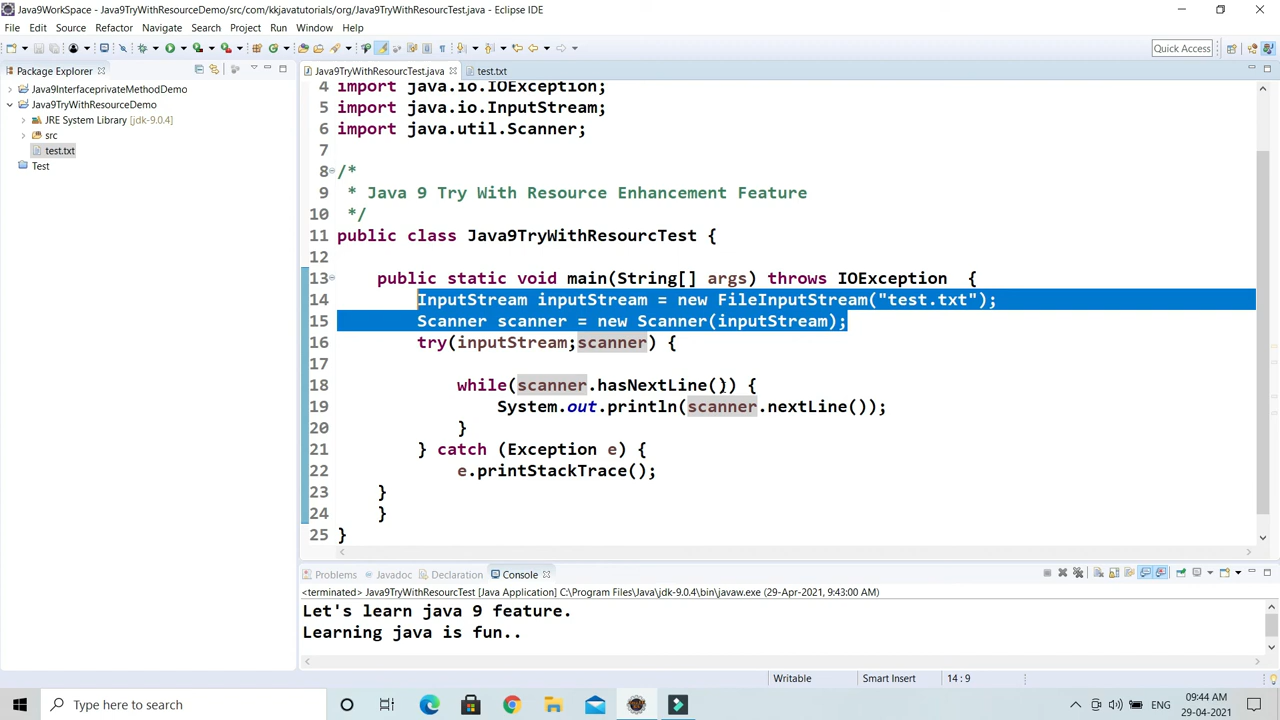 Java9WorkSpace - Java9TryWithResourceDemo/src/com/kkjavatutorials/org/Java9TryWithResourcTest.java - Eclipse IDE
File Edit Source Refactor Navigate Search Project Run Window Help
Quick Access
Package Explorer
Java9InterfaceprivateMethodDemo
Java9TryWithResourceDemo
JRE System Library [jdk-9.0.4]
src
test.txt
Test
Java9TryWithResourcTest.java test.txt
4 import java.io.IOException;
5 import java.io.InputStream;
6 import java.util.Scanner;
7
8 /*
9 * Java 9 Try With Resource Enhancement Feature
10 */
11 public class Java9TryWithResourcTest {
12
13 public static void main(String[] args) throws IOException {
14 InputStream inputStream = new FileInputStream("test.txt");
15 Scanner scanner = new Scanner(inputStream);
16 try(inputStream;scanner) {
17
18 while(scanner.hasNextLine()) {
19 System.out.println(scanner.nextLine());
20 }
21 } catch (Exception e) {
22 e.printStackTrace();
23 }
24 }
25 }
Problems Javadoc Declaration Console
<terminated> Java9TryWithResourcTest [Java Application] C:\Program Files\Java\jdk-9.0.4\bin\javaw.exe (29-Apr-2021, 9:43:00 AM)
Let's learn java 9 feature.
Learning java is fun..
Writable Smart Insert 14 : 9
Type here to search
ENG
09:44 AM
29-04-2021